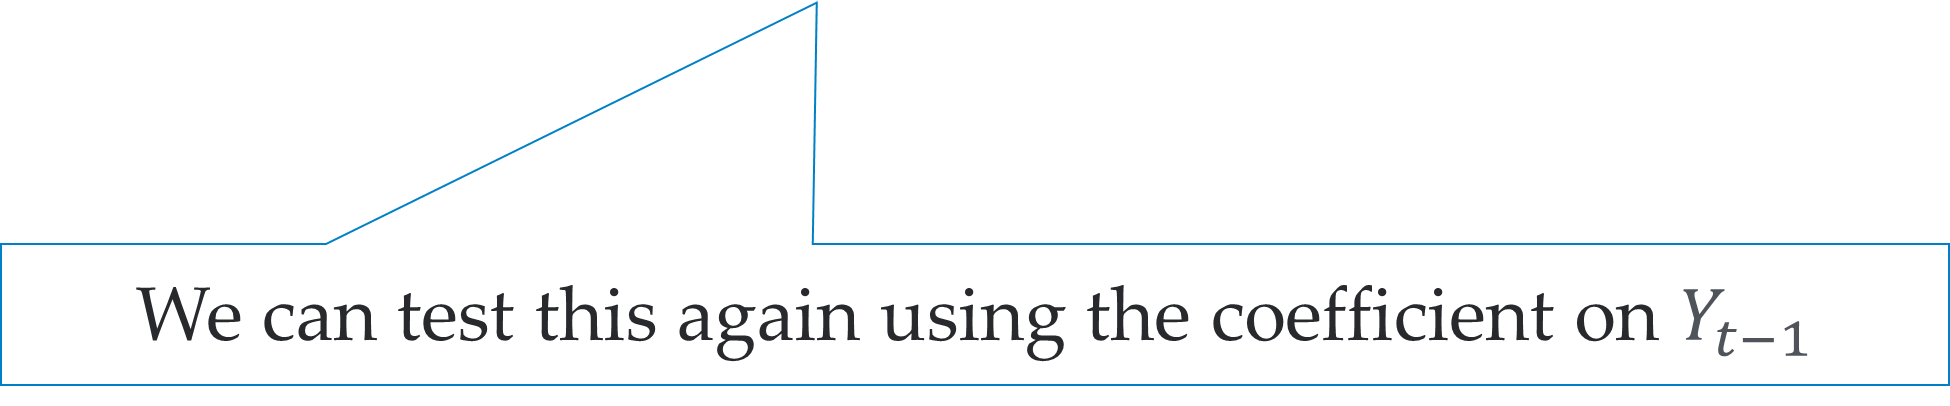 We can test this again using the coefficient on Y_{t−1}